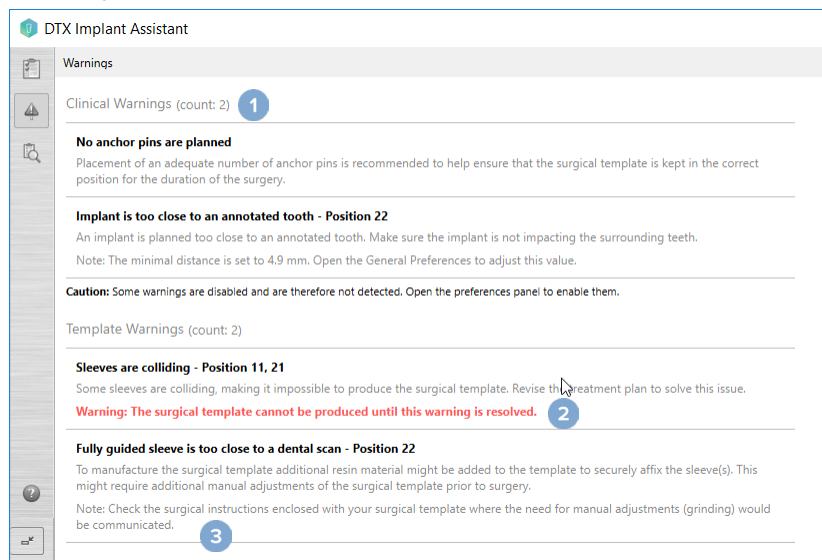 DTX Implant Assistant
Warnings
Clinical Warnings (count: 2) 1
No anchor pins are planned
Placement of an adequate number of anchor pins is recommended to help ensure that the surgical template is kept in the correct
position for the duration of the surgery.
Implant is too close to an annotated tooth - Position 22
An implant is planned too close to an annotated tooth. Make sure the implant is not impacting the surrounding teeth.
Note: The minimal distance is set to 4.9 mm. Open the General Preferences to adjust this value.
Caution: Some warnings are disabled and are therefore not detected. Open the preferences panel to enable them.
Template Warnings (count: 2)
Sleeves are colliding - Position 11, 21
Some sleeves are colliding, making it impossible to produce the surgical template. Revise the treatment plan to solve this issue.
Warning: The surgical template cannot be produced until this warning is resolved. 2
Fully guided sleeve is too close to a dental scan - Position 22
To manufacture the surgical template additional resin material might be added to the template to securely affix the sleeve(s). This
might require additional manual adjustments of the surgical template prior to surgery.
Note: Check the surgical instructions enclosed with your surgical template where the need for manual adjustments (grinding) would
be communicated. 3
?